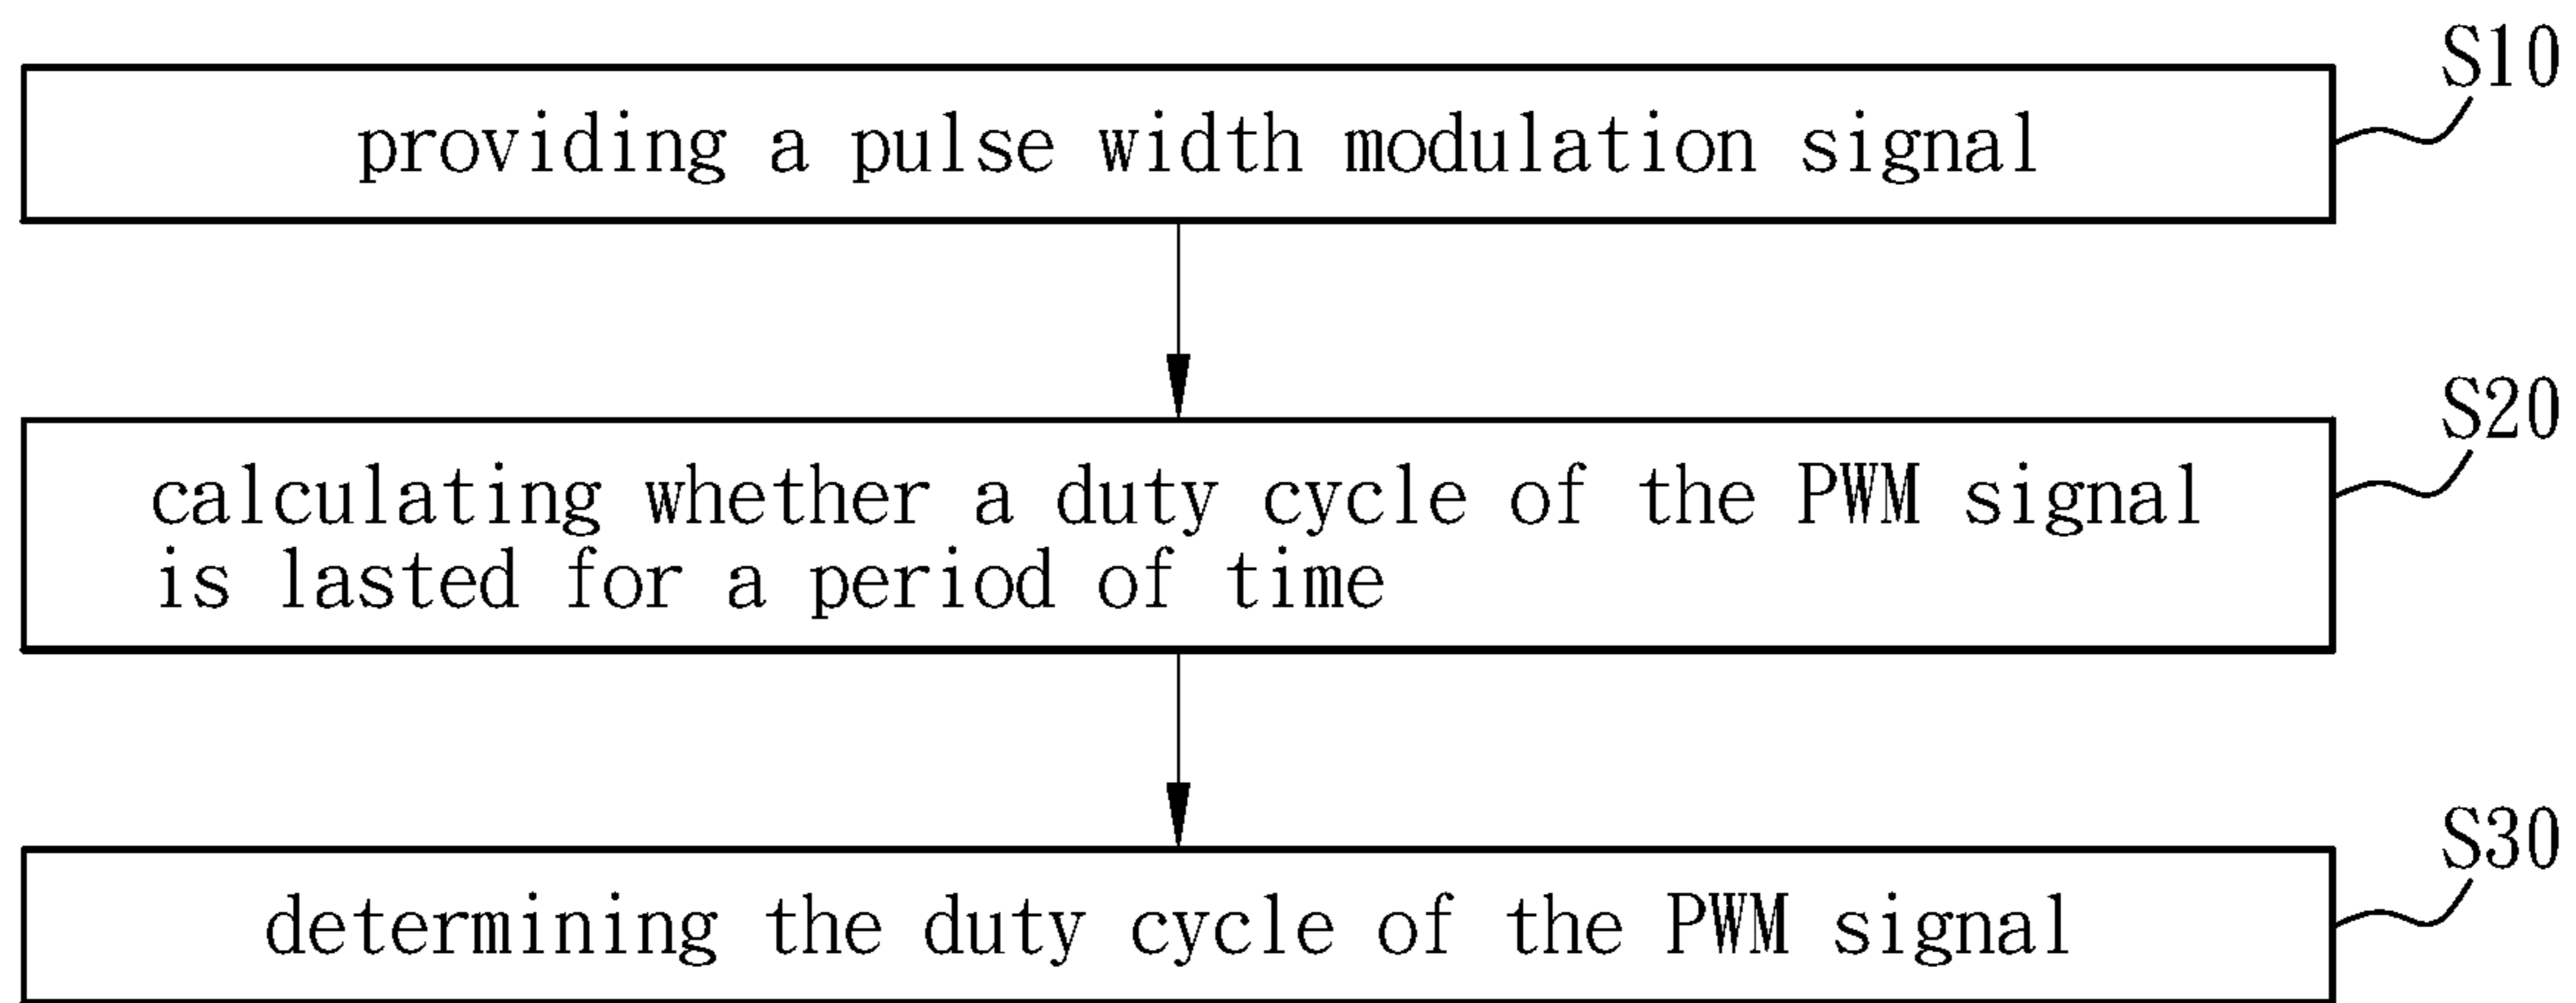 S10
providing a pulse width modulation signal
S20
calculating whether a duty cycle of the PWM signal
is lasted for a period of time
S30
determining the duty cycle of the PWM signal